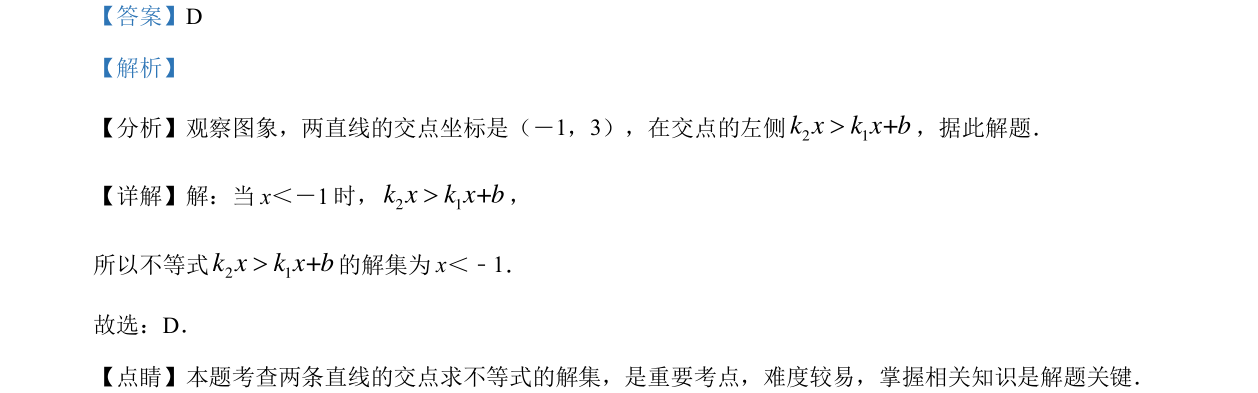 【答案】D
【解析】
【分析】观察图象，两直线的交点坐标是（－1，3），在交点的左侧k₂x＞k₁x+b，据此解题．
【详解】解：当 x＜－1 时，k₂x＞k₁x+b，
所以不等式k₂x＞k₁x+b的解集为 x＜﹣1．
故选：D．
【点睛】本题考查两条直线的交点求不等式的解集，是重要考点，难度较易，掌握相关知识是解题关键．